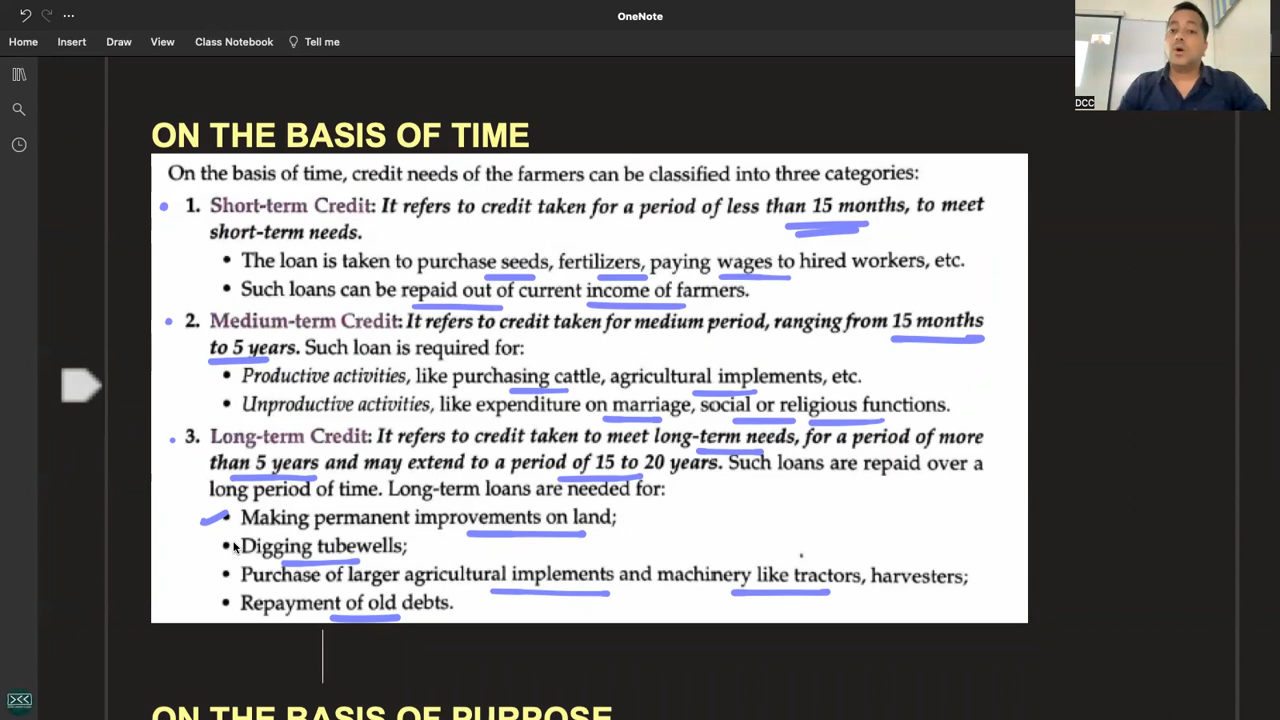 OneNote
Home Insert Draw View Class Notebook Tell me
DCC
ON THE BASIS OF TIME
On the basis of time, credit needs of the farmers can be classified into three categories:
1. Short-term Credit: It refers to credit taken for a period of less than 15 months, to meet
short-term needs.
• The loan is taken to purchase seeds, fertilizers, paying wages to hired workers, etc.
• Such loans can be repaid out of current income of farmers.
2. Medium-term Credit: It refers to credit taken for medium period, ranging from 15 months
to 5 years. Such loan is required for:
• Productive activities, like purchasing cattle, agricultural implements, etc.
• Unproductive activities, like expenditure on marriage, social or religious functions.
3. Long-term Credit: It refers to credit taken to meet long-term needs, for a period of more
than 5 years and may extend to a period of 15 to 20 years. Such loans are repaid over a
long period of time. Long-term loans are needed for:
• Making permanent improvements on land;
• Digging tubewells;
• Purchase of larger agricultural implements and machinery like tractors, harvesters;
• Repayment of old debts.
ON THE BASIS OF PURPOSE